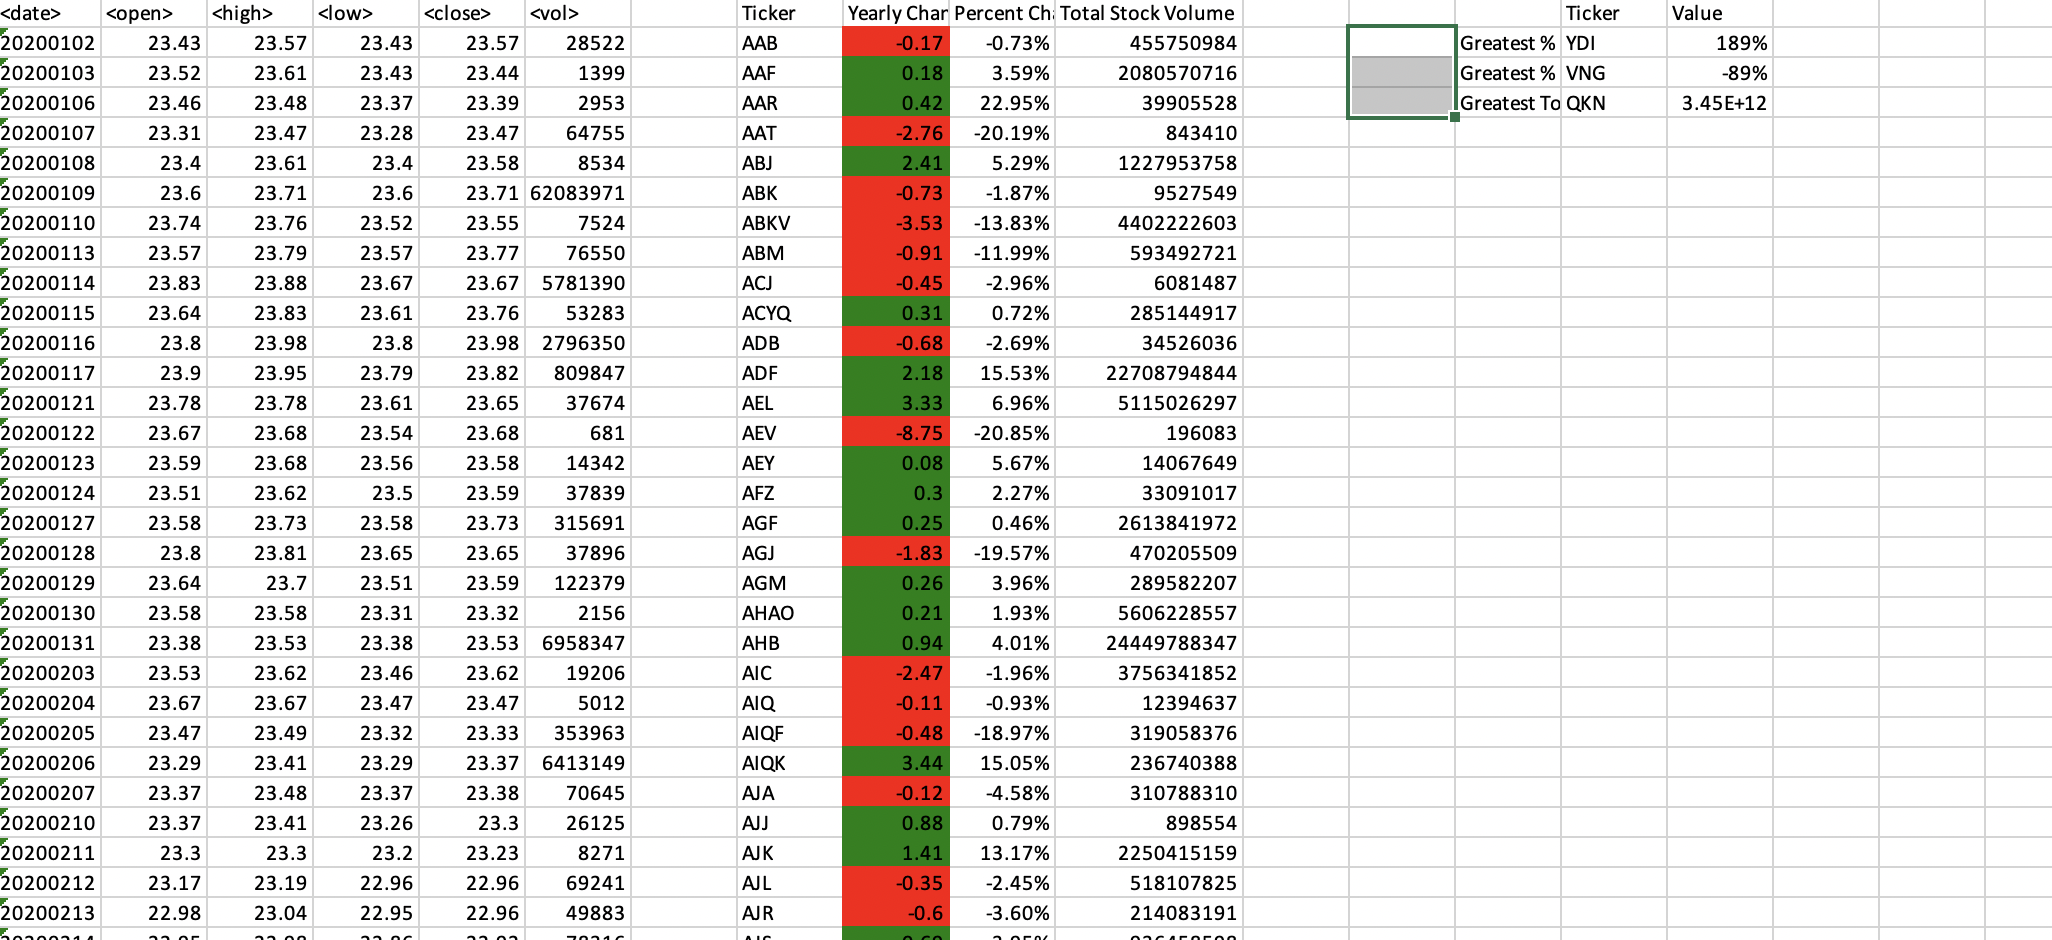 <date> <open> <high> <low> <close> <vol> Ticker Yearly Char Percent Ch Total Stock Volume Ticker Value
20200102 23.43 23.57 23.43 23.57 28522 AAB -0.17 -0.73% 455750984 Greatest % YDI 189%
20200103 23.52 23.61 23.43 23.44 1399 AAF 0.18 3.59% 2080570716 Greatest % VNG -89%
20200106 23.46 23.48 23.37 23.39 2953 AAR 0.42 22.95% 39905528 Greatest To QKN 3.45E+12
20200107 23.31 23.47 23.28 23.47 64755 AAT -2.76 -20.19% 843410
20200108 23.4 23.61 23.4 23.58 8534 ABJ 2.41 5.29% 1227953758
20200109 23.6 23.71 23.6 23.71 62083971 ABK -0.73 -1.87% 9527549
20200110 23.74 23.76 23.52 23.55 7524 ABKV -3.53 -13.83% 4402222603
20200113 23.57 23.79 23.57 23.77 76550 ABM -0.91 -11.99% 593492721
20200114 23.83 23.88 23.67 23.67 5781390 ACJ -0.45 -2.96% 6081487
20200115 23.64 23.83 23.61 23.76 53283 ACYQ 0.31 0.72% 285144917
20200116 23.8 23.98 23.8 23.98 2796350 ADB -0.68 -2.69% 34526036
20200117 23.9 23.95 23.79 23.82 809847 ADF 2.18 15.53% 22708794844
20200121 23.78 23.78 23.61 23.65 37674 AEL 3.33 6.96% 5115026297
20200122 23.67 23.68 23.54 23.68 681 AEV -8.75 -20.85% 196083
20200123 23.59 23.68 23.56 23.58 14342 AEY 0.08 5.67% 14067649
20200124 23.51 23.62 23.5 23.59 37839 AFZ 0.3 2.27% 33091017
20200127 23.58 23.73 23.58 23.73 315691 AGF 0.25 0.46% 2613841972
20200128 23.8 23.81 23.65 23.65 37896 AGJ -1.83 -19.57% 470205509
20200129 23.64 23.7 23.51 23.59 122379 AGM 0.26 3.96% 289582207
20200130 23.58 23.58 23.31 23.32 2156 AHAO 0.21 1.93% 5606228557
20200131 23.38 23.53 23.38 23.53 6958347 AHB 0.94 4.01% 24449788347
20200203 23.53 23.62 23.46 23.62 19206 AIC -2.47 -1.96% 3756341852
20200204 23.67 23.67 23.47 23.47 5012 AIQ -0.11 -0.93% 12394637
20200205 23.47 23.49 23.32 23.33 353963 AIQF -0.48 -18.97% 319058376
20200206 23.29 23.41 23.29 23.37 6413149 AIQK 3.44 15.05% 236740388
20200207 23.37 23.48 23.37 23.38 70645 AJA -0.12 -4.58% 310788310
20200210 23.37 23.41 23.26 23.3 26125 AJJ 0.88 0.79% 898554
20200211 23.3 23.3 23.2 23.23 8271 AJK 1.41 13.17% 2250415159
20200212 23.17 23.19 22.96 22.96 69241 AJL -0.35 -2.45% 518107825
20200213 22.98 23.04 22.95 22.96 49883 AJR -0.6 -3.60% 214083191